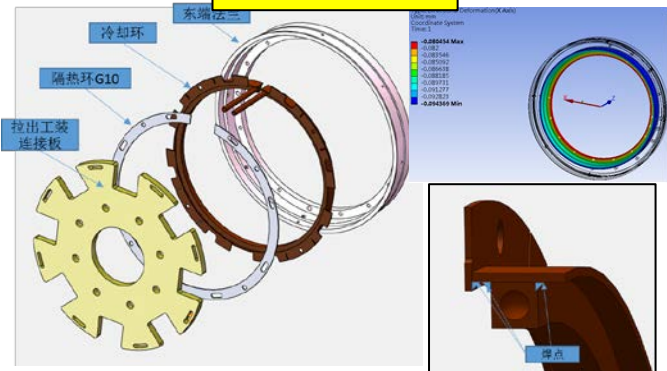 东端法兰
冷却环
隔热环G10
拉出工装
连接板
Deformation(X Axis)
Unit: mm
Coordinate System
Time: 1
-0.080454 Max
-0.082
-0.083546
-0.085092
-0.086638
-0.088185
-0.089731
-0.091277
-0.092823
-0.094369 Min
焊点